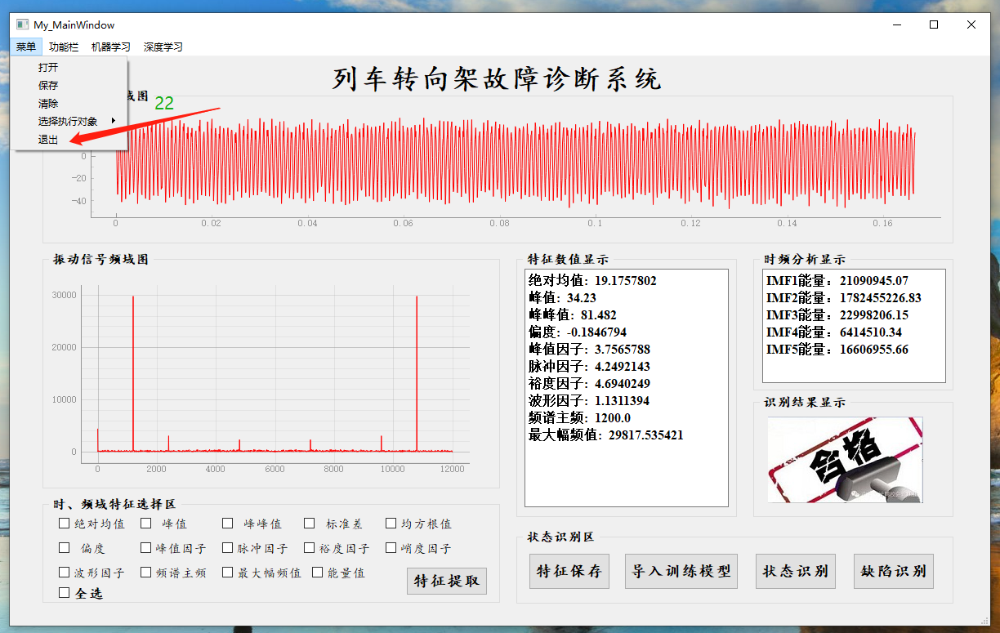 My_MainWindow
菜单 功能栏 机器学习 深度学习
打开
保存
清除
选择执行对象
退出
列车转向架故障诊断系统
域图 22
0
-20
-40
0 0.02 0.04 0.06 0.08 0.1 0.12 0.14 0.16
振动信号频域图
30000
20000
10000
0
0 2000 4000 6000 8000 10000 12000
特征数值显示
绝对均值: 19.1757802
峰值: 34.23
峰峰值: 81.482
偏度: -0.1846794
峰值因子: 3.7565788
脉冲因子: 4.2492143
裕度因子: 4.6940249
波形因子: 1.1311394
频谱主频: 1200.0
最大幅频值: 29817.535421
时频分析显示
IMF1能量: 21090945.07
IMF2能量: 1782455226.83
IMF3能量: 22998206.15
IMF4能量: 6414510.34
IMF5能量: 16606955.66
识别结果显示
合格
时、频域特征选择区
绝对均值 峰值 峰峰值 标准差 均方根值
偏度 峰值因子 脉冲因子 裕度因子 峭度因子
波形因子 频谱主频 最大幅频值 能量值
全选
特征提取
状态识别区
特征保存 导入训练模型 状态识别 缺陷识别